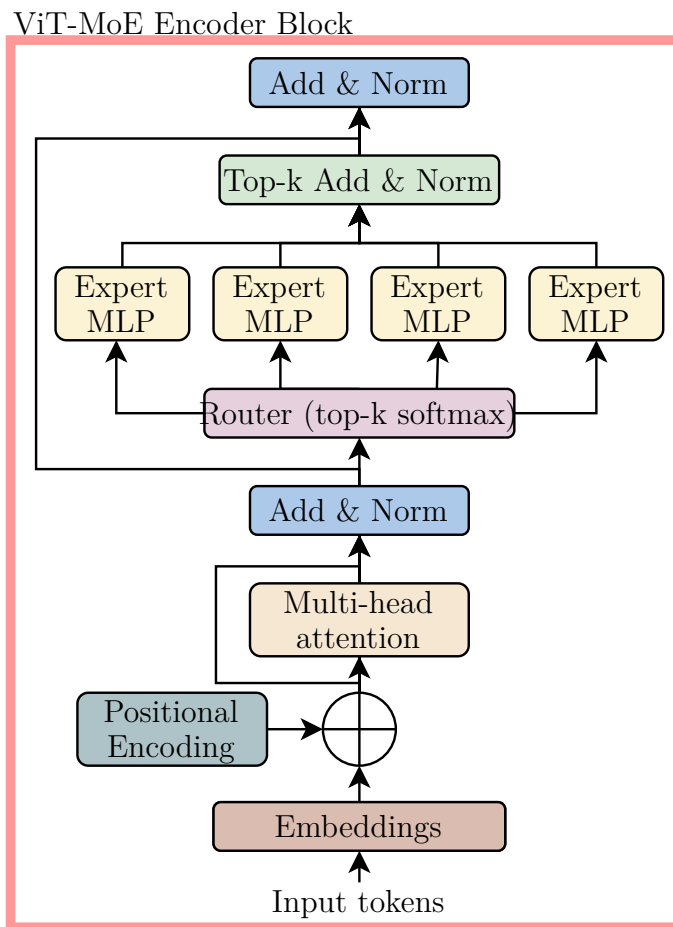 ViT-MoE Encoder Block
Add & Norm
Top-k Add & Norm
Expert
MLP
Expert
MLP
Expert
MLP
Expert
MLP
Router (top-k softmax)
Add & Norm
Multi-head
attention
Positional
Encoding
Embeddings
Input tokens